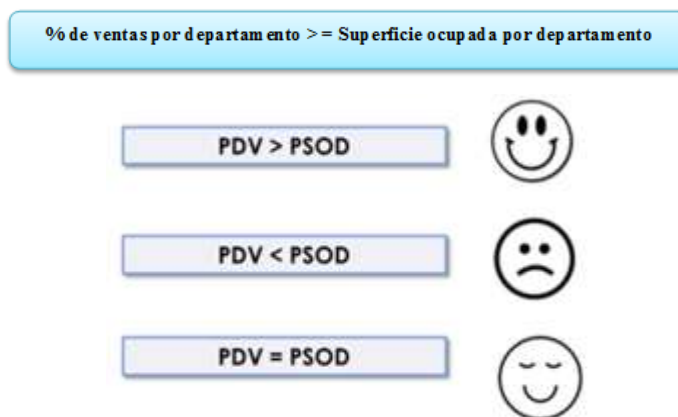 % de ventas por departamento >= Superficie ocupada por departamento
PDV > PSOD
PDV < PSOD
PDV = PSOD